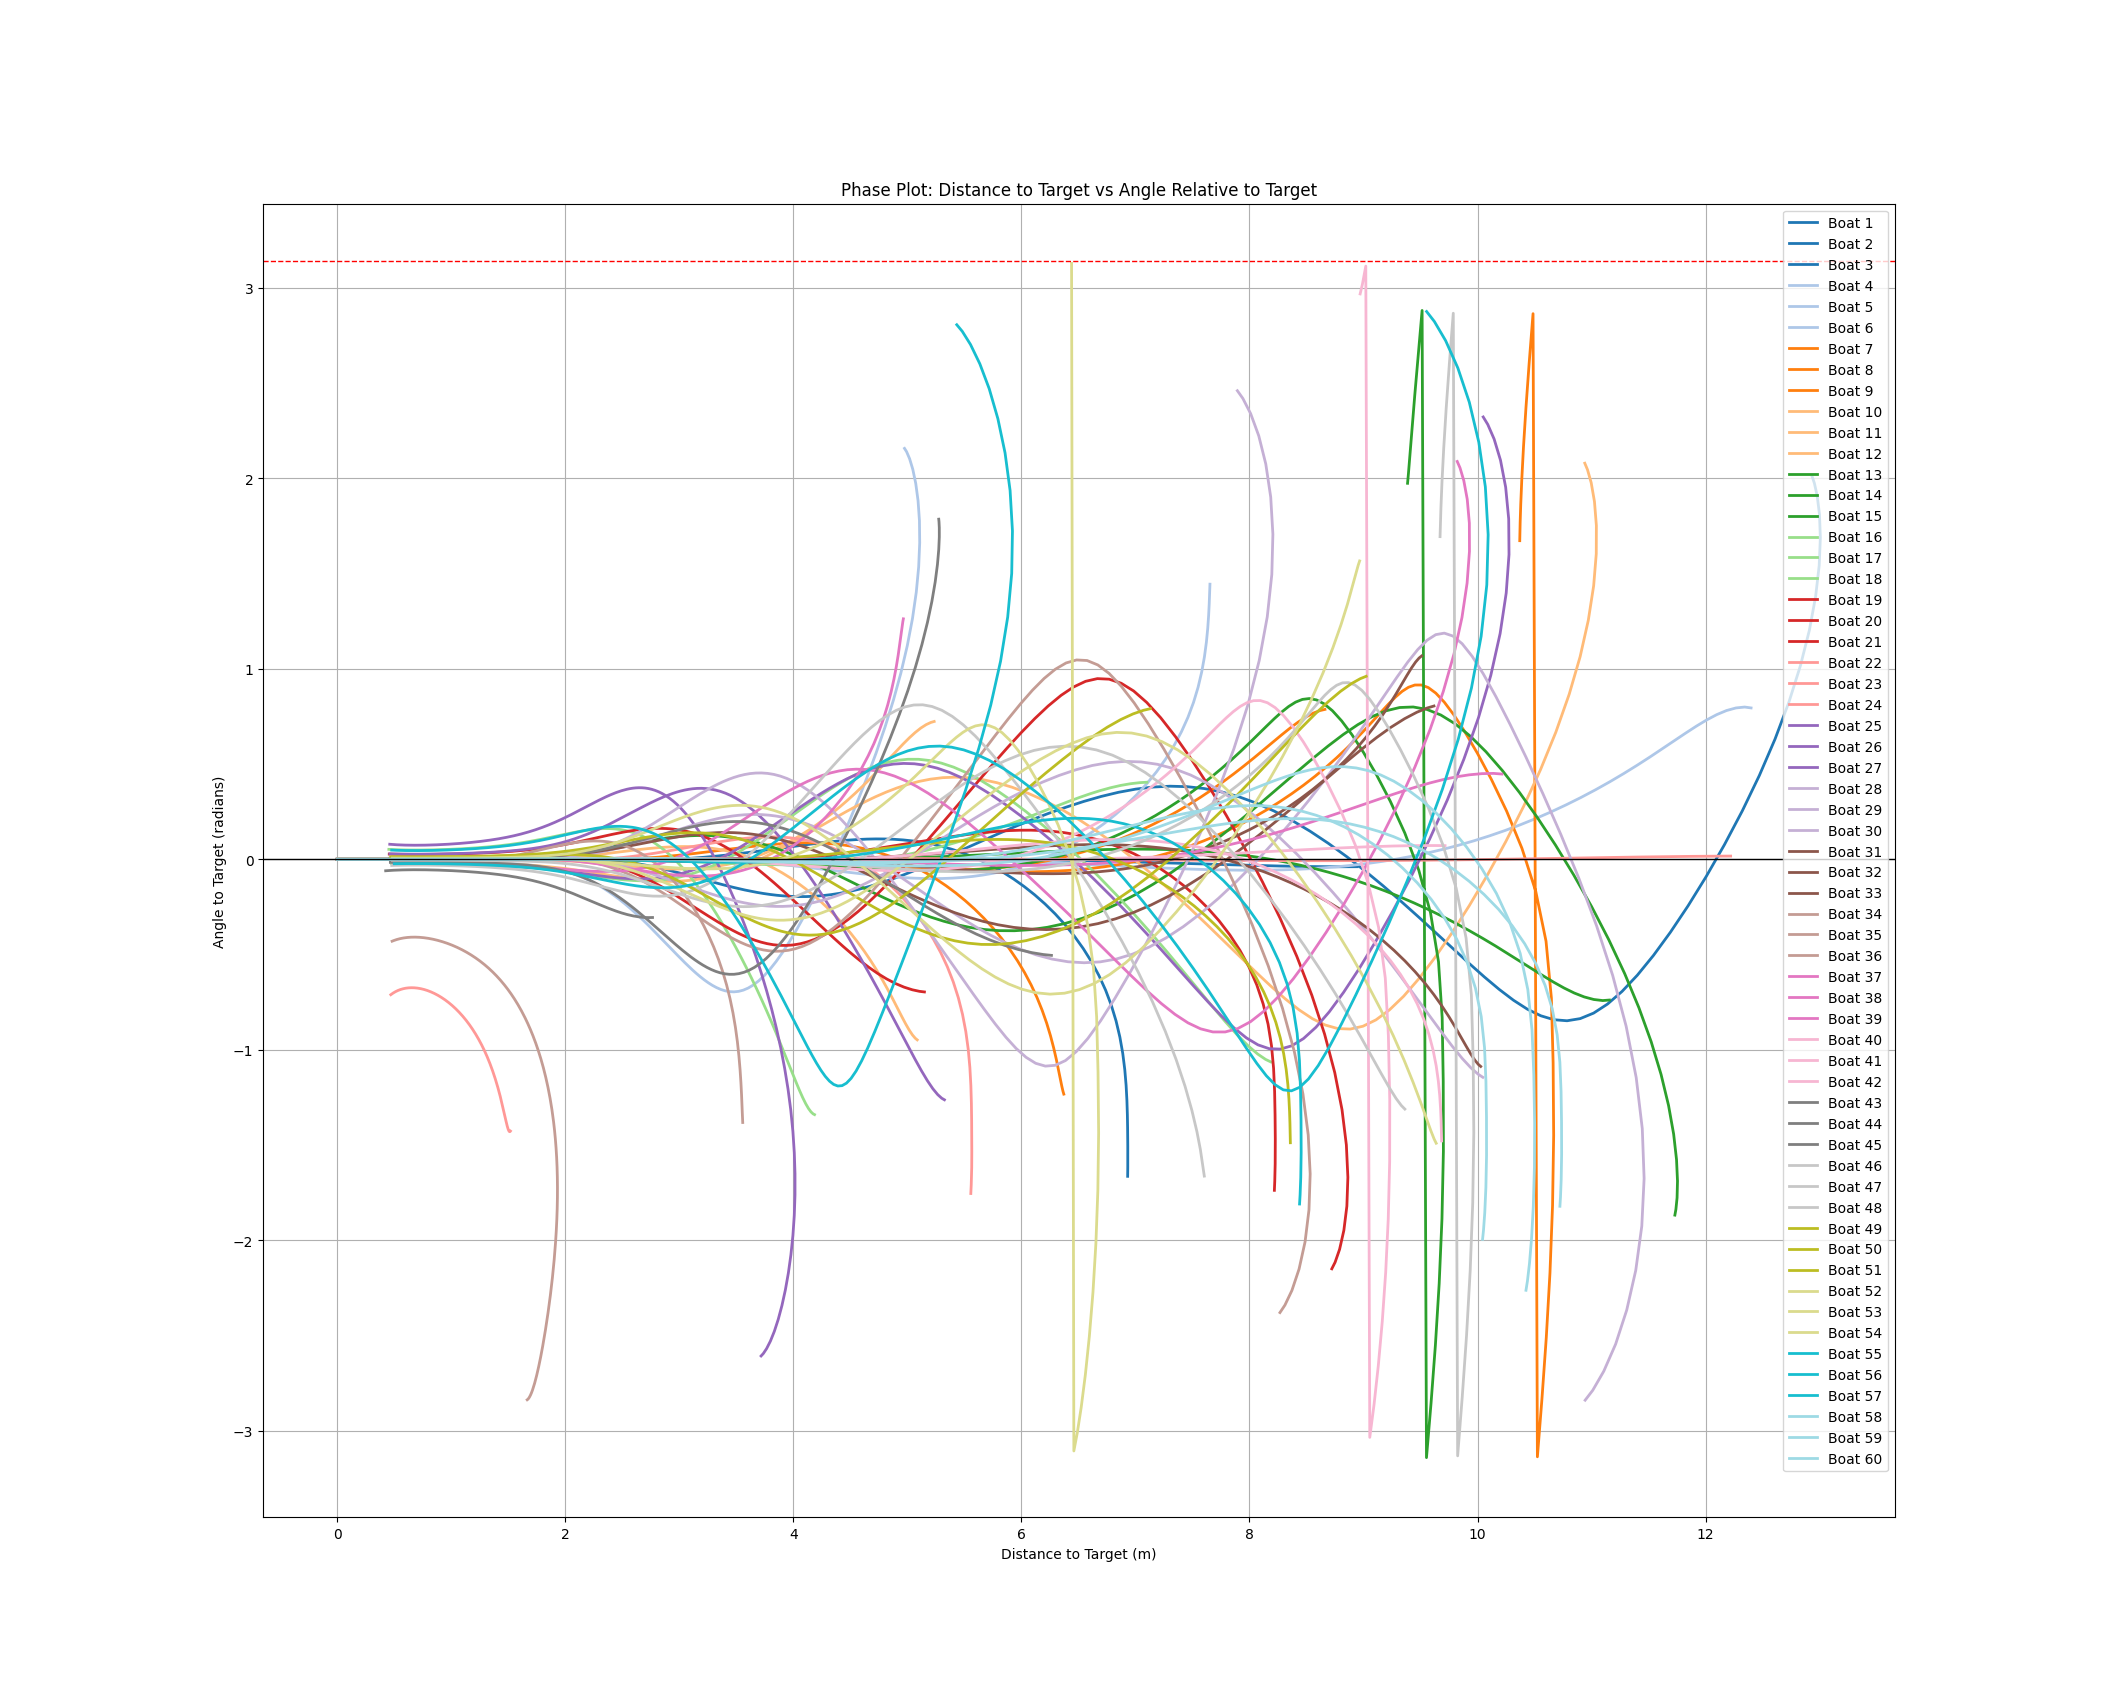 Phase Plot: Distance to Target vs Angle Relative to Target
Angle to Target (radians)
3
2
1
0
−1
−2
−3
0 2 4 6 8 10 12
Distance to Target (m)
Boat 1
Boat 2
Boat 3
Boat 4
Boat 5
Boat 6
Boat 7
Boat 8
Boat 9
Boat 10
Boat 11
Boat 12
Boat 13
Boat 14
Boat 15
Boat 16
Boat 17
Boat 18
Boat 19
Boat 20
Boat 21
Boat 22
Boat 23
Boat 24
Boat 25
Boat 26
Boat 27
Boat 28
Boat 29
Boat 30
Boat 31
Boat 32
Boat 33
Boat 34
Boat 35
Boat 36
Boat 37
Boat 38
Boat 39
Boat 40
Boat 41
Boat 42
Boat 43
Boat 44
Boat 45
Boat 46
Boat 47
Boat 48
Boat 49
Boat 50
Boat 51
Boat 52
Boat 53
Boat 54
Boat 55
Boat 56
Boat 57
Boat 58
Boat 59
Boat 60